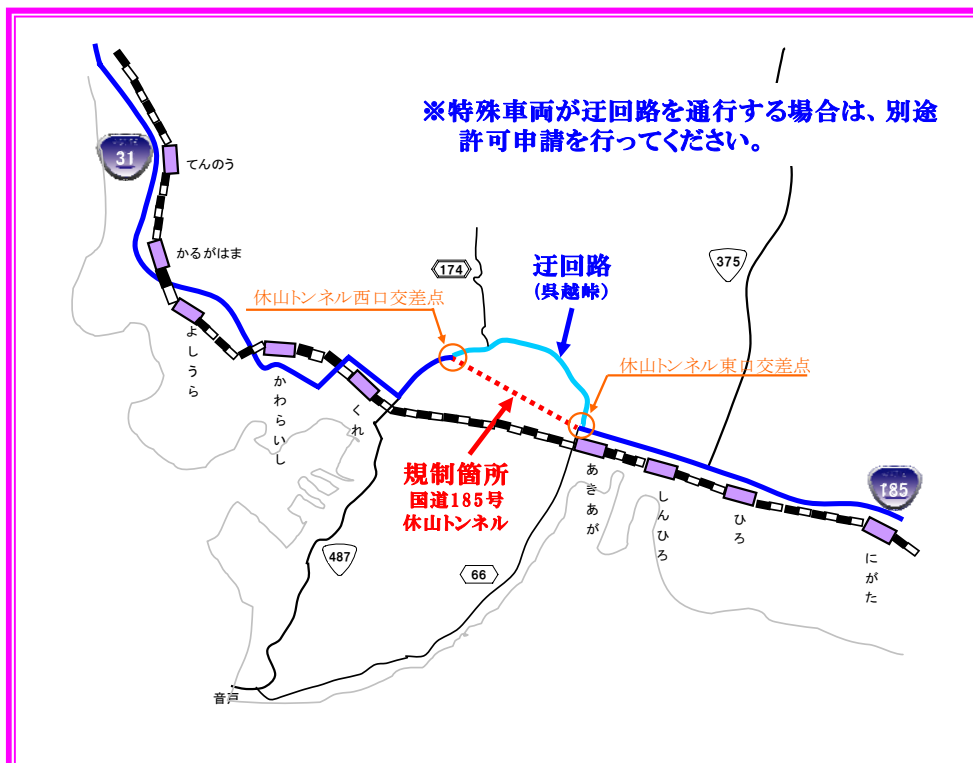 ※特殊車両が迂回路を通行する場合は、別途
許可申請を行ってください。
31
てんのう
かるがはま
174
迂回路
(呉越峠)
375
休山トンネル西口交差点
よしうら
かわらいし
くれ
休山トンネル東口交差点
規制箇所
国道185号
休山トンネル
あきあが
しんひろ
ひろ
185
にがた
487
66
音戸